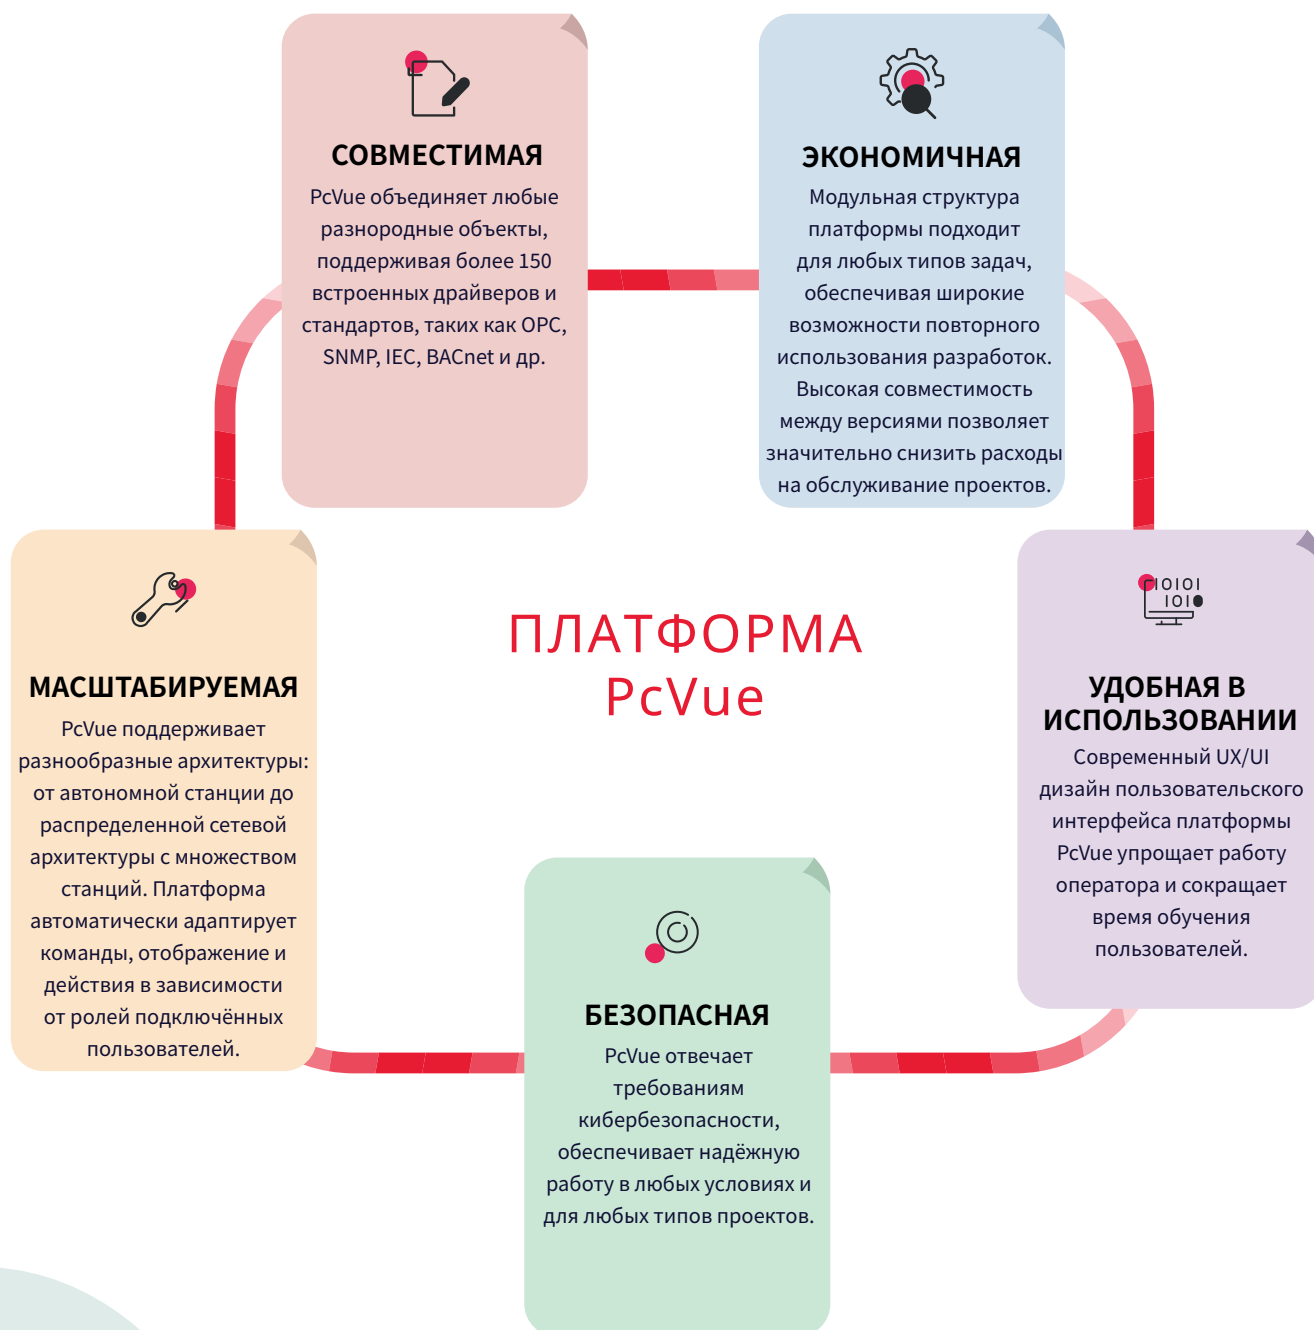 СОВМЕСТИМАЯ
PcVue объединяет любые
разнородные объекты,
поддерживая более 150
встроенных драйверов и
стандартов, таких как OPC,
SNMP, IEC, BACnet и др.
ЭКОНОМИЧНАЯ
Модульная структура
платформы подходит
для любых типов задач,
обеспечивая широкие
возможности повторного
использования разработок.
Высокая совместимость
между версиями позволяет
значительно снизить расходы
на обслуживание проектов.
ПЛАТФОРМА
PcVue
МАСШТАБИРУЕМАЯ
PcVue поддерживает
разнообразные архитектуры:
от автономной станции до
распределенной сетевой
архитектуры с множеством
станций. Платформа
автоматически адаптирует
команды, отображение и
действия в зависимости
от ролей подключённых
пользователей.
10101
1010
УДОБНАЯ В
ИСПОЛЬЗОВАНИИ
Современный UX/UI
дизайн пользовательского
интерфейса платформы
PcVue упрощает работу
оператора и сокращает
время обучения
пользователей.
БЕЗОПАСНАЯ
PcVue отвечает
требованиям
кибербезопасности,
обеспечивает надёжную
работу в любых условиях и
для любых типов проектов.